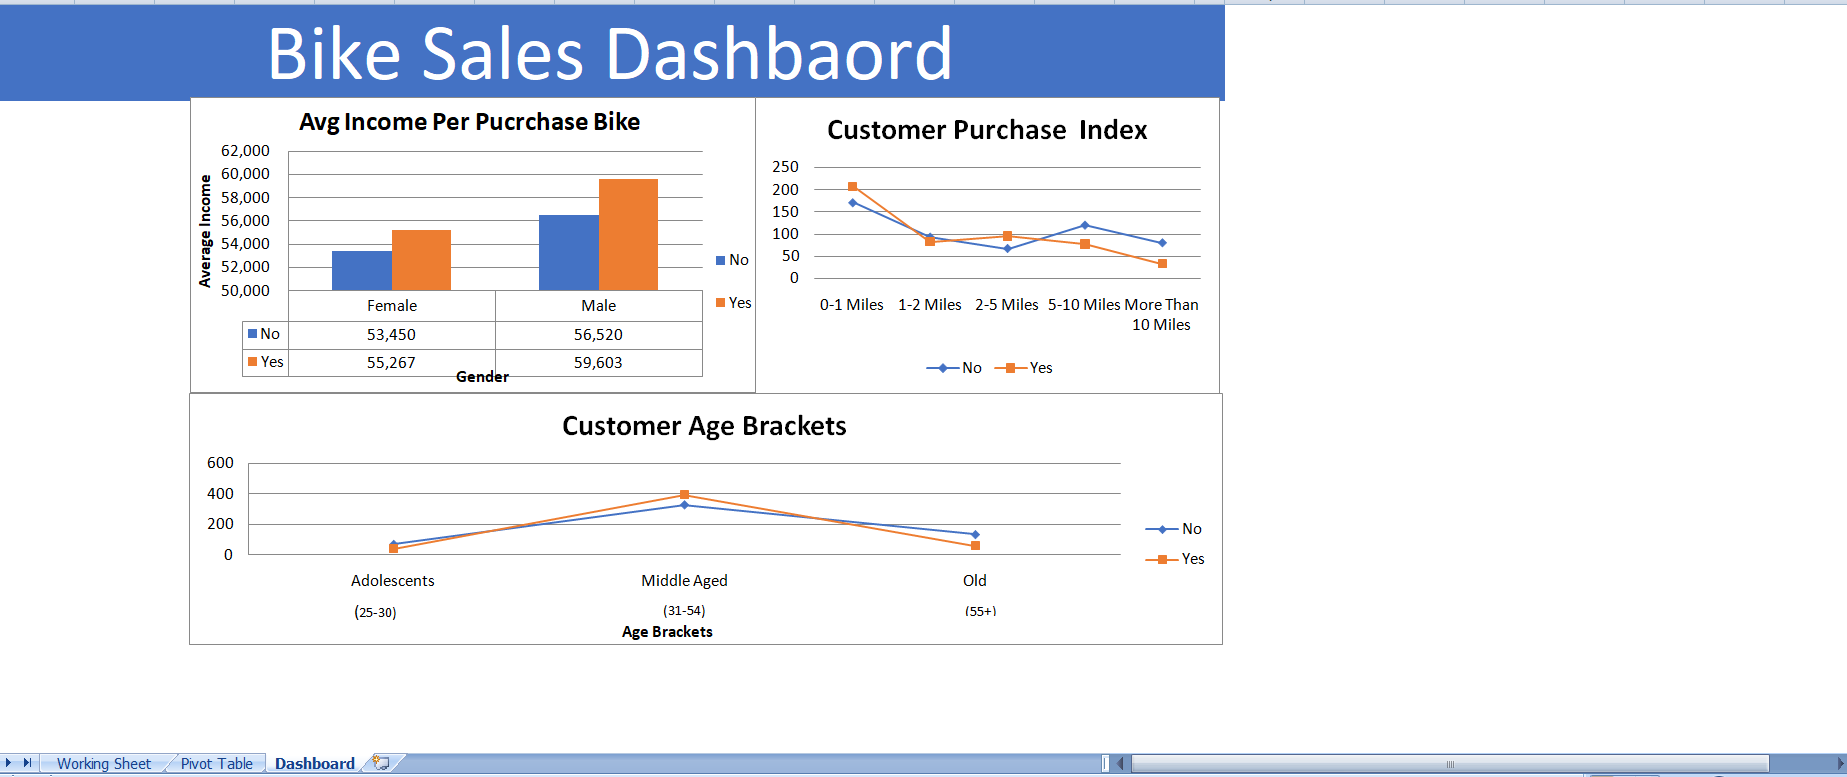 Bike Sales Dashbaord
Avg Income Per Pucrchase Bike
62,000
60,000
58,000
56,000
54,000
52,000
50,000
Average Income
Female Male
No 53,450 56,520
Yes 55,267 59,603
Gender
No
Yes
Customer Purchase Index
250
200
150
100
50
0
0-1 Miles 1-2 Miles 2-5 Miles 5-10 Miles More Than
10 Miles
No Yes
Customer Age Brackets
600
400
200
0
Adolescents Middle Aged Old
(25-30) (31-54) (55+)
Age Brackets
No
Yes
Working Sheet Pivot Table Dashboard